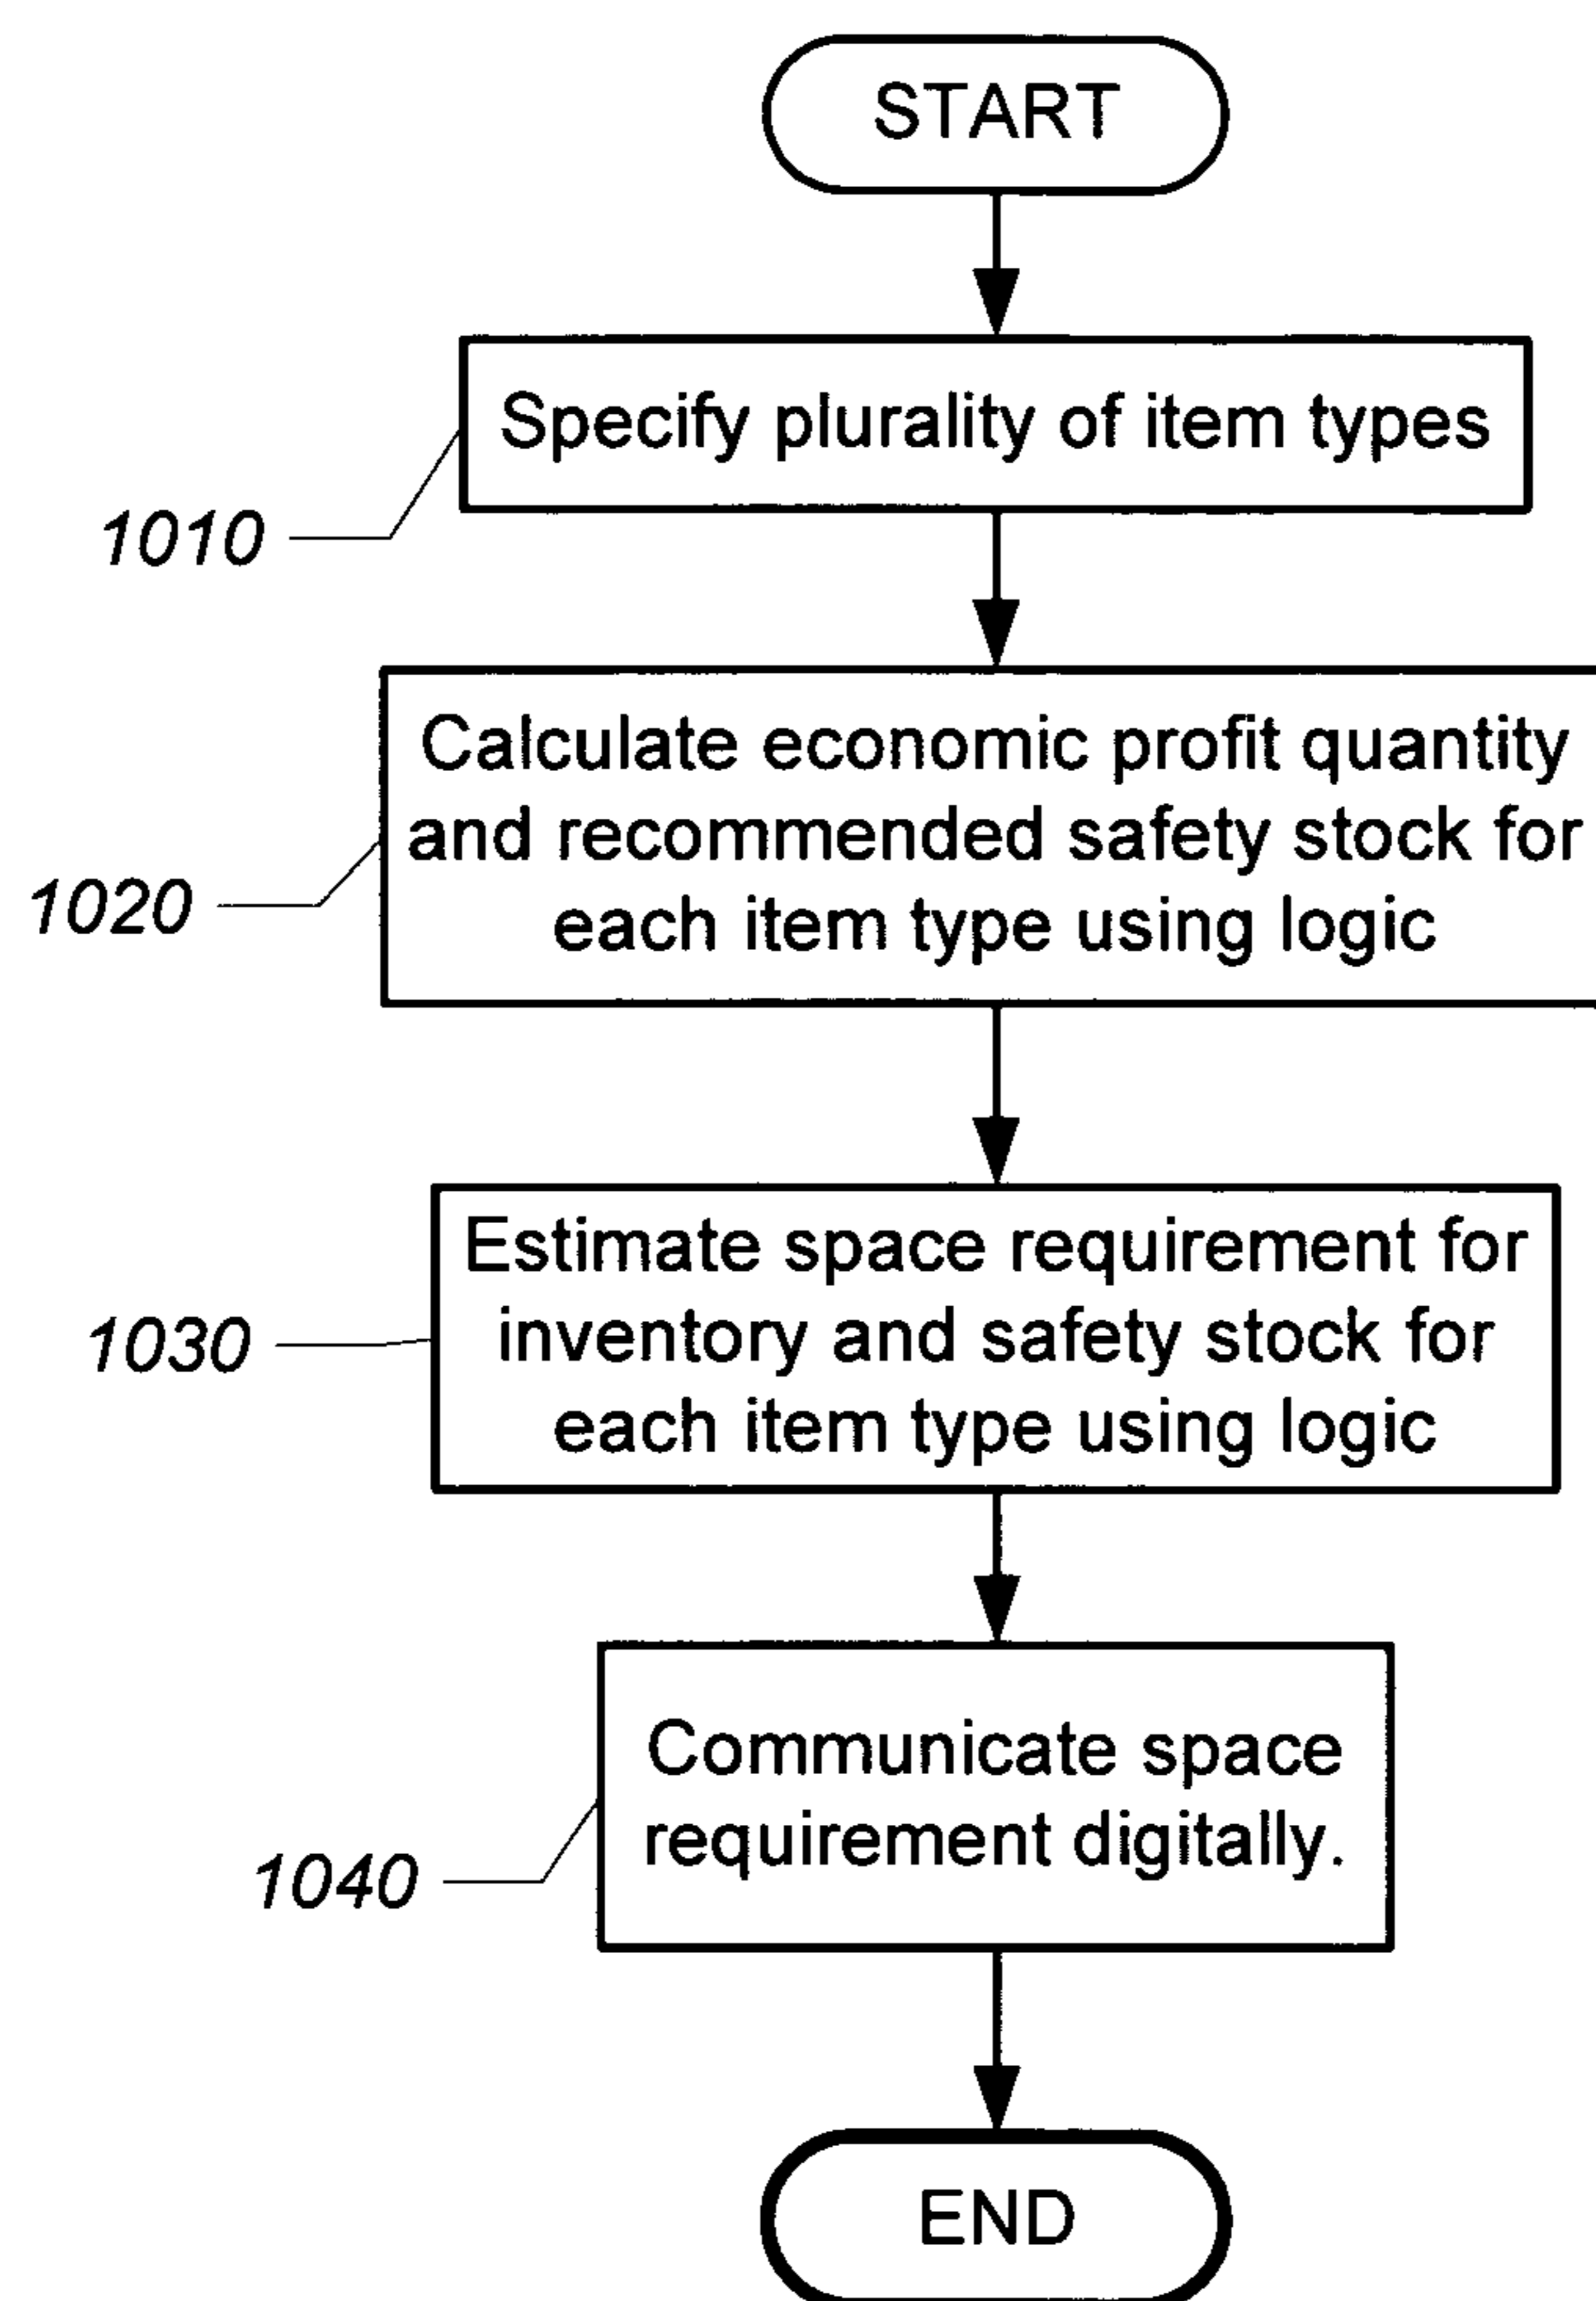 START
Specify plurality of item types
1010
Calculate economic profit quantity
and recommended safety stock for
each item type using logic
1020
Estimate space requirement for
inventory and safety stock for
each item type using logic
1030
Communicate space
requirement digitally.
1040
END